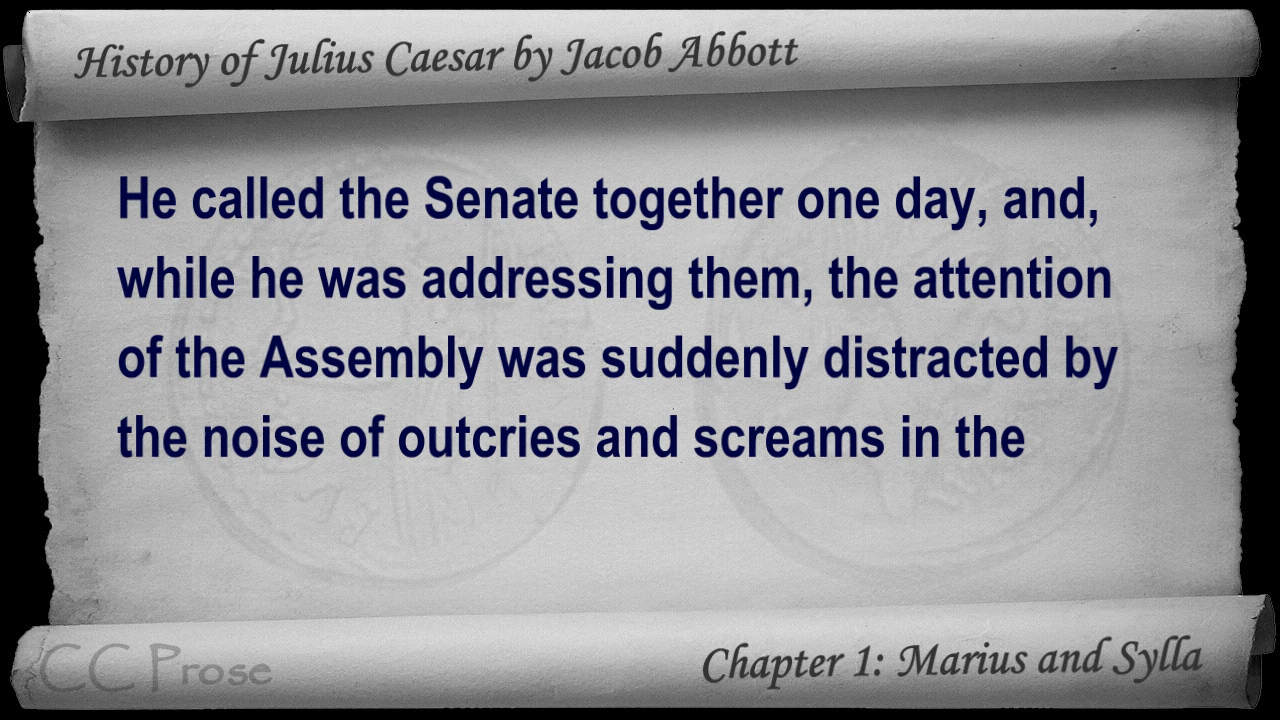 History of Julius Caesar by Jacob Abbott
He called the Senate together one day, and,
while he was addressing them, the attention
of the Assembly was suddenly distracted by
the noise of outcries and screams in the
CC Prose
Chapter 1: Marius and Sylla